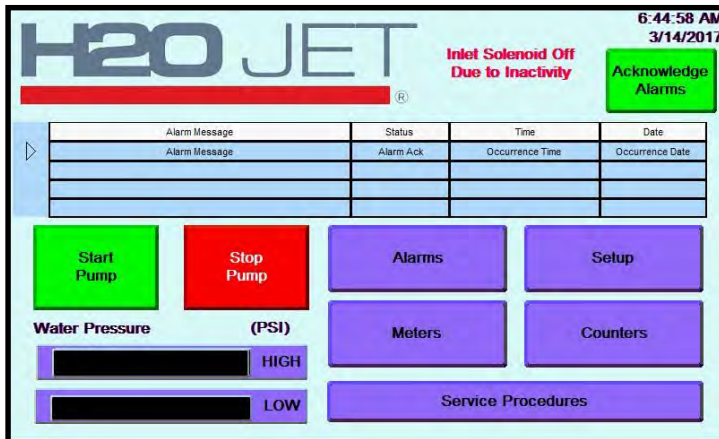 H2O JET
®
Inlet Solenoid Off
Due to Inactivity
6:44:58 AM
3/14/2017
Acknowledge
Alarms
Alarm Message Status Time Date
Alarm Message Alarm Ack Occurrence Time Occurrence Date
Start
Pump
Stop
Pump
Alarms
Setup
Water Pressure (PSI)
Meters
Counters
HIGH
LOW
Service Procedures